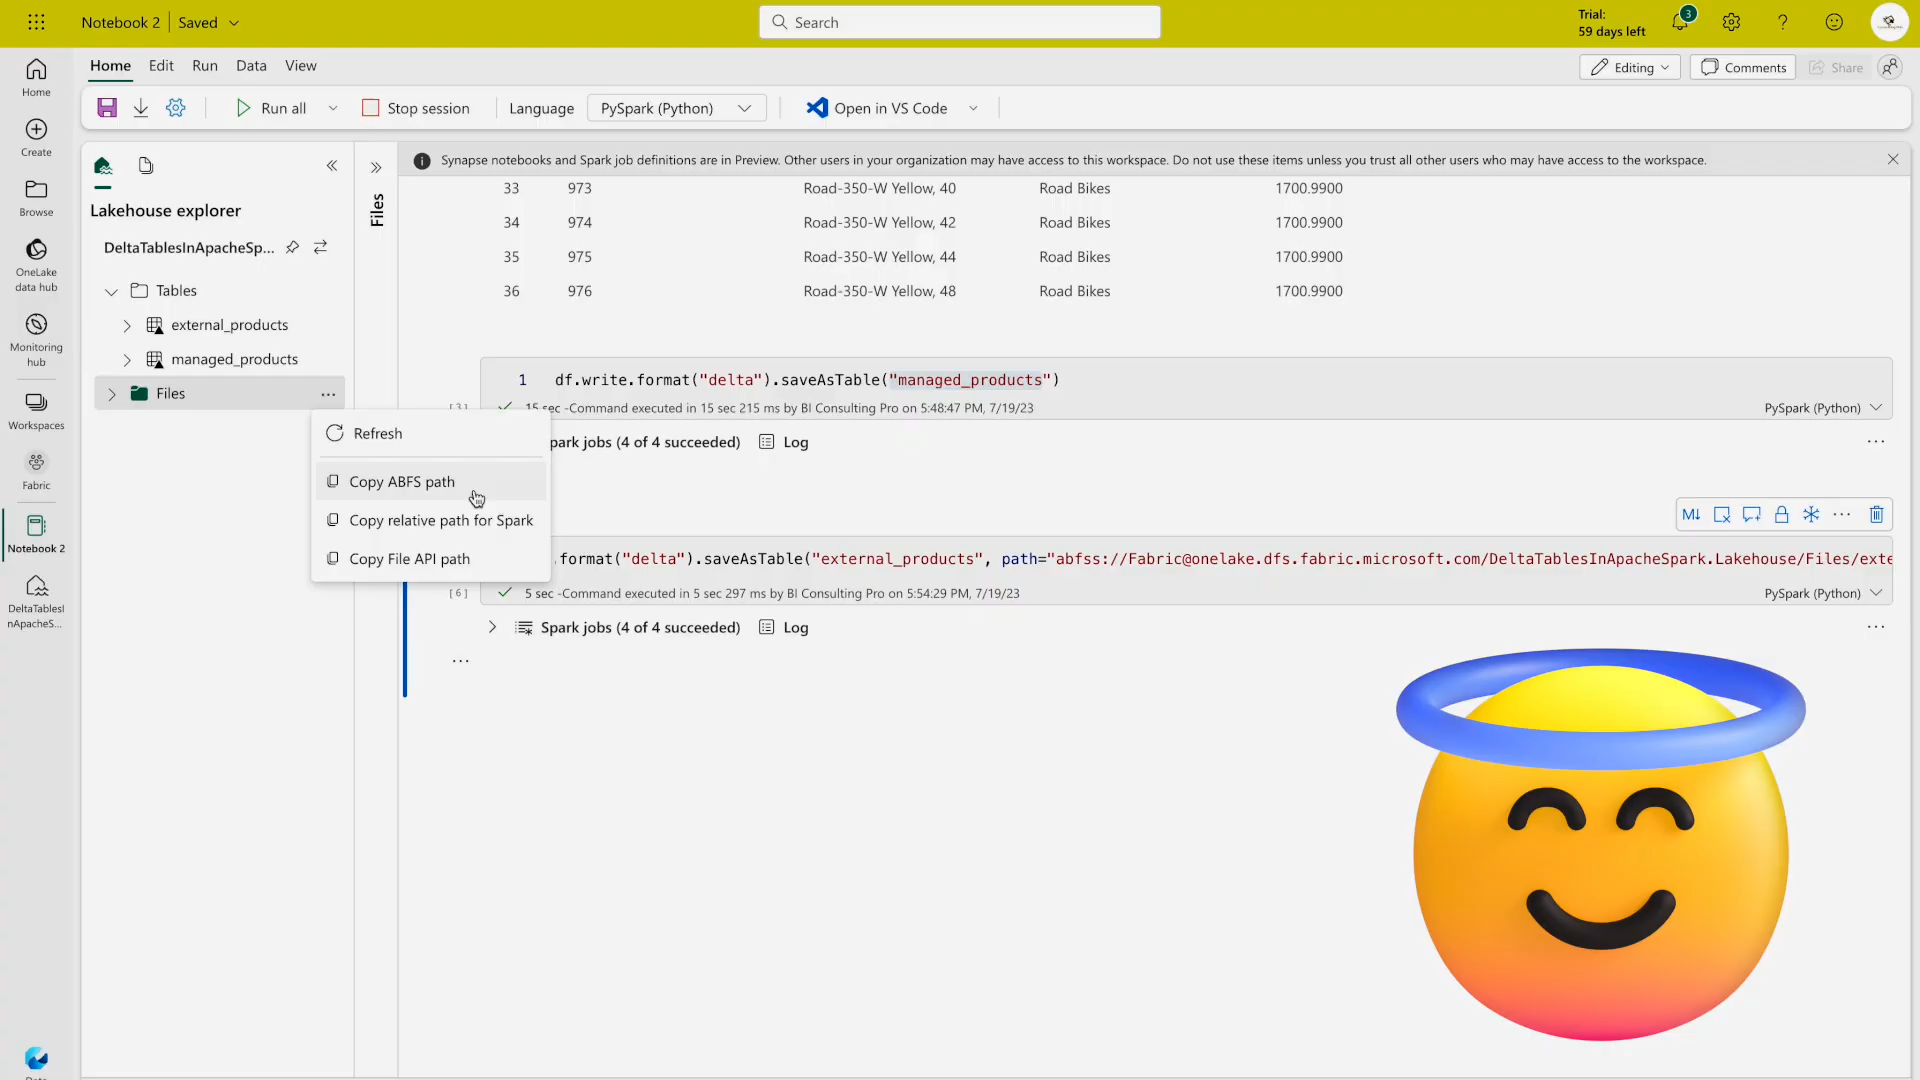 Notebook 2 | Saved
Search
Trial:
59 days left
3
Home Edit Run Data View
Editing
Comments
Share
Run all
Stop session
Language
PySpark (Python)
Open in VS Code
Home
Create
Browse
OneLake
data hub
Monitoring
hub
Workspaces
Fabric
Notebook 2
DeltaTablesI
nApacheS...
Lakehouse explorer
DeltaTablesInApacheSp...
Tables
external_products
managed_products
Files
Refresh
Copy ABFS path
Copy relative path for Spark
Copy File API path
Files
Synapse notebooks and Spark job definitions are in Preview. Other users in your organization may have access to this workspace. Do not use these items unless you trust all other users who may have access to the workspace.
33 973 Road-350-W Yellow, 40 Road Bikes 1700.9900
34 974 Road-350-W Yellow, 42 Road Bikes 1700.9900
35 975 Road-350-W Yellow, 44 Road Bikes 1700.9900
36 976 Road-350-W Yellow, 48 Road Bikes 1700.9900
1 df.write.format("delta").saveAsTable("managed_products")
[3] 15 sec -Command executed in 15 sec 215 ms by BI Consulting Pro on 5:48:47 PM, 7/19/23 PySpark (Python)
park jobs (4 of 4 succeeded) Log
M↓
.format("delta").saveAsTable("external_products", path="abfss://Fabric@onelake.dfs.fabric.microsoft.com/DeltaTablesInApacheSpark.Lakehouse/Files/exte
[6] 5 sec -Command executed in 5 sec 297 ms by BI Consulting Pro on 5:54:29 PM, 7/19/23 PySpark (Python)
Spark jobs (4 of 4 succeeded) Log